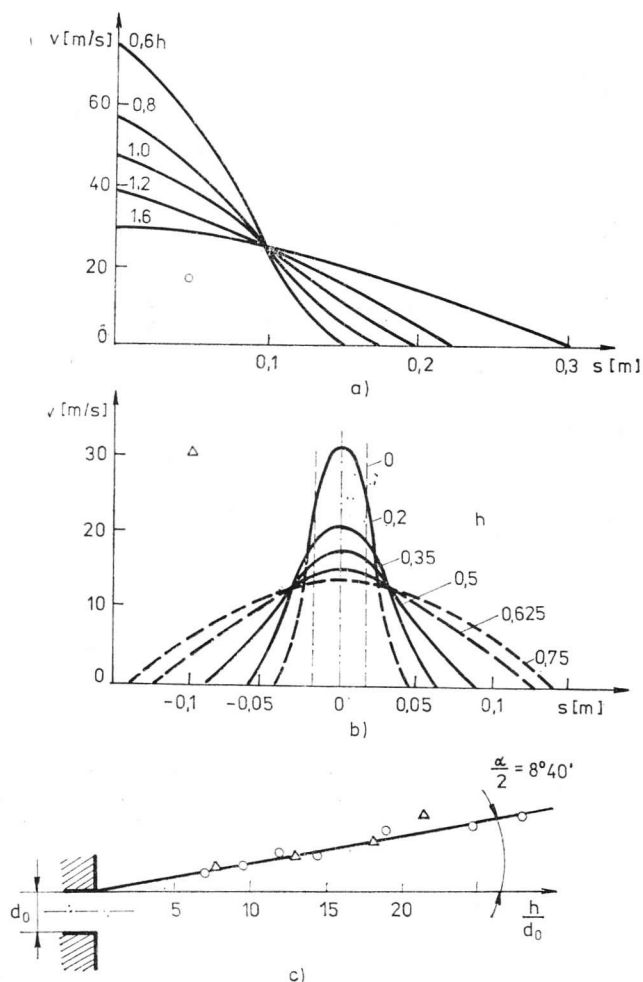 v [m/s]
0,6h
60
0,8
1.0
40
1.2
1.6
20
0
0,1
0,2
0,3
s [m]
a)
v [m/s]
30
0
h
0,2
20
0,35
0,5
0,625
10
0,75
0
-0,1
-0,05
0
0,05
0,1
s [m]
b)
α/2 = 8°40'
d₀
5
10
15
20
h/d₀
c)